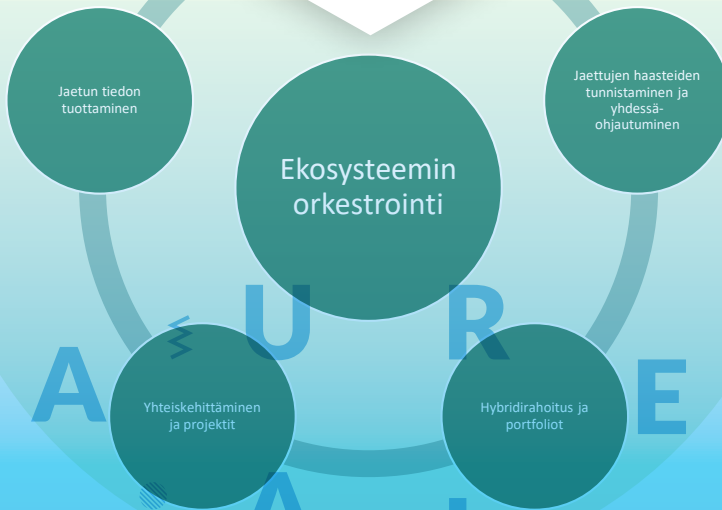 Jaetun tiedon
tuottaminen
Jaettujen haasteiden
tunnistaminen ja
yhdessä-
ohjautuminen
Ekosysteemin
orkestrointi
U
R
A
E
Yhteiskehittäminen
ja projektit
Hybridirahoitus ja
portfoliot
A